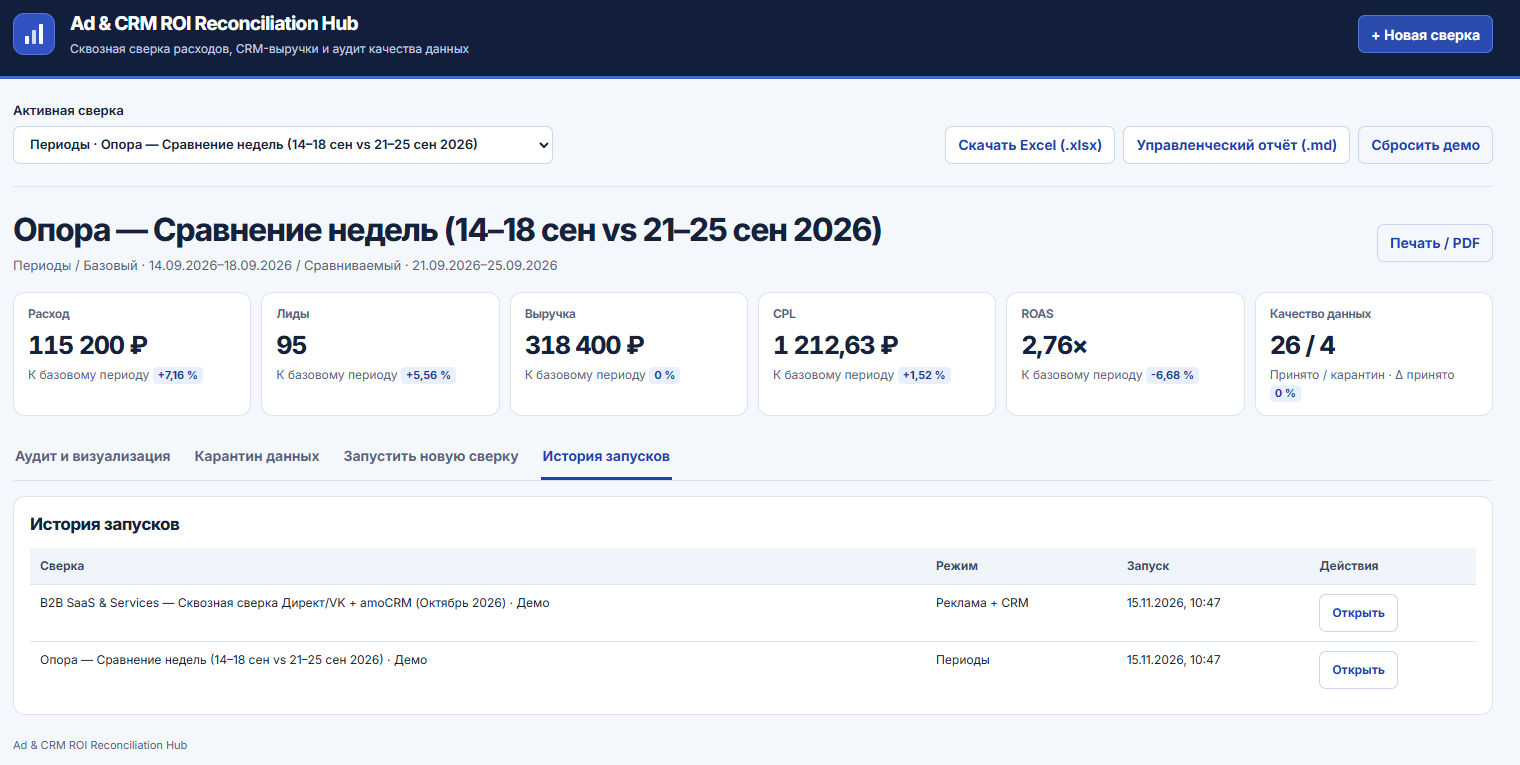 Ad & CRM ROI Reconciliation Hub
Сквозная сверка расходов, CRM-выручки и аудит качества данных
+ Новая сверка
Активная сверка
Периоды · Опора — Сравнение недель (14–18 сен vs 21–25 сен 2026)
Скачать Excel (.xlsx)
Управленческий отчёт (.md)
Сбросить демо
Опора — Сравнение недель (14–18 сен vs 21–25 сен 2026)
Периоды / Базовый · 14.09.2026–18.09.2026 / Сравниваемый · 21.09.2026–25.09.2026
Печать / PDF
Расход
115 200 ₽
К базовому периоду +7,16 %
Лиды
95
К базовому периоду +5,56 %
Выручка
318 400 ₽
К базовому периоду 0 %
CPL
1 212,63 ₽
К базовому периоду +1,52 %
ROAS
2,76×
К базовому периоду -6,68 %
Качество данных
26 / 4
Принято / карантин · Δ принято
0 %
Аудит и визуализация
Карантин данных
Запустить новую сверку
История запусков
История запусков
Сверка Режим Запуск Действия
B2B SaaS & Services — Сквозная сверка Директ/VK + amoCRM (Октябрь 2026) · Демо Реклама + CRM 15.11.2026, 10:47 Открыть
Опора — Сравнение недель (14–18 сен vs 21–25 сен 2026) · Демо Периоды 15.11.2026, 10:47 Открыть
Ad & CRM ROI Reconciliation Hub